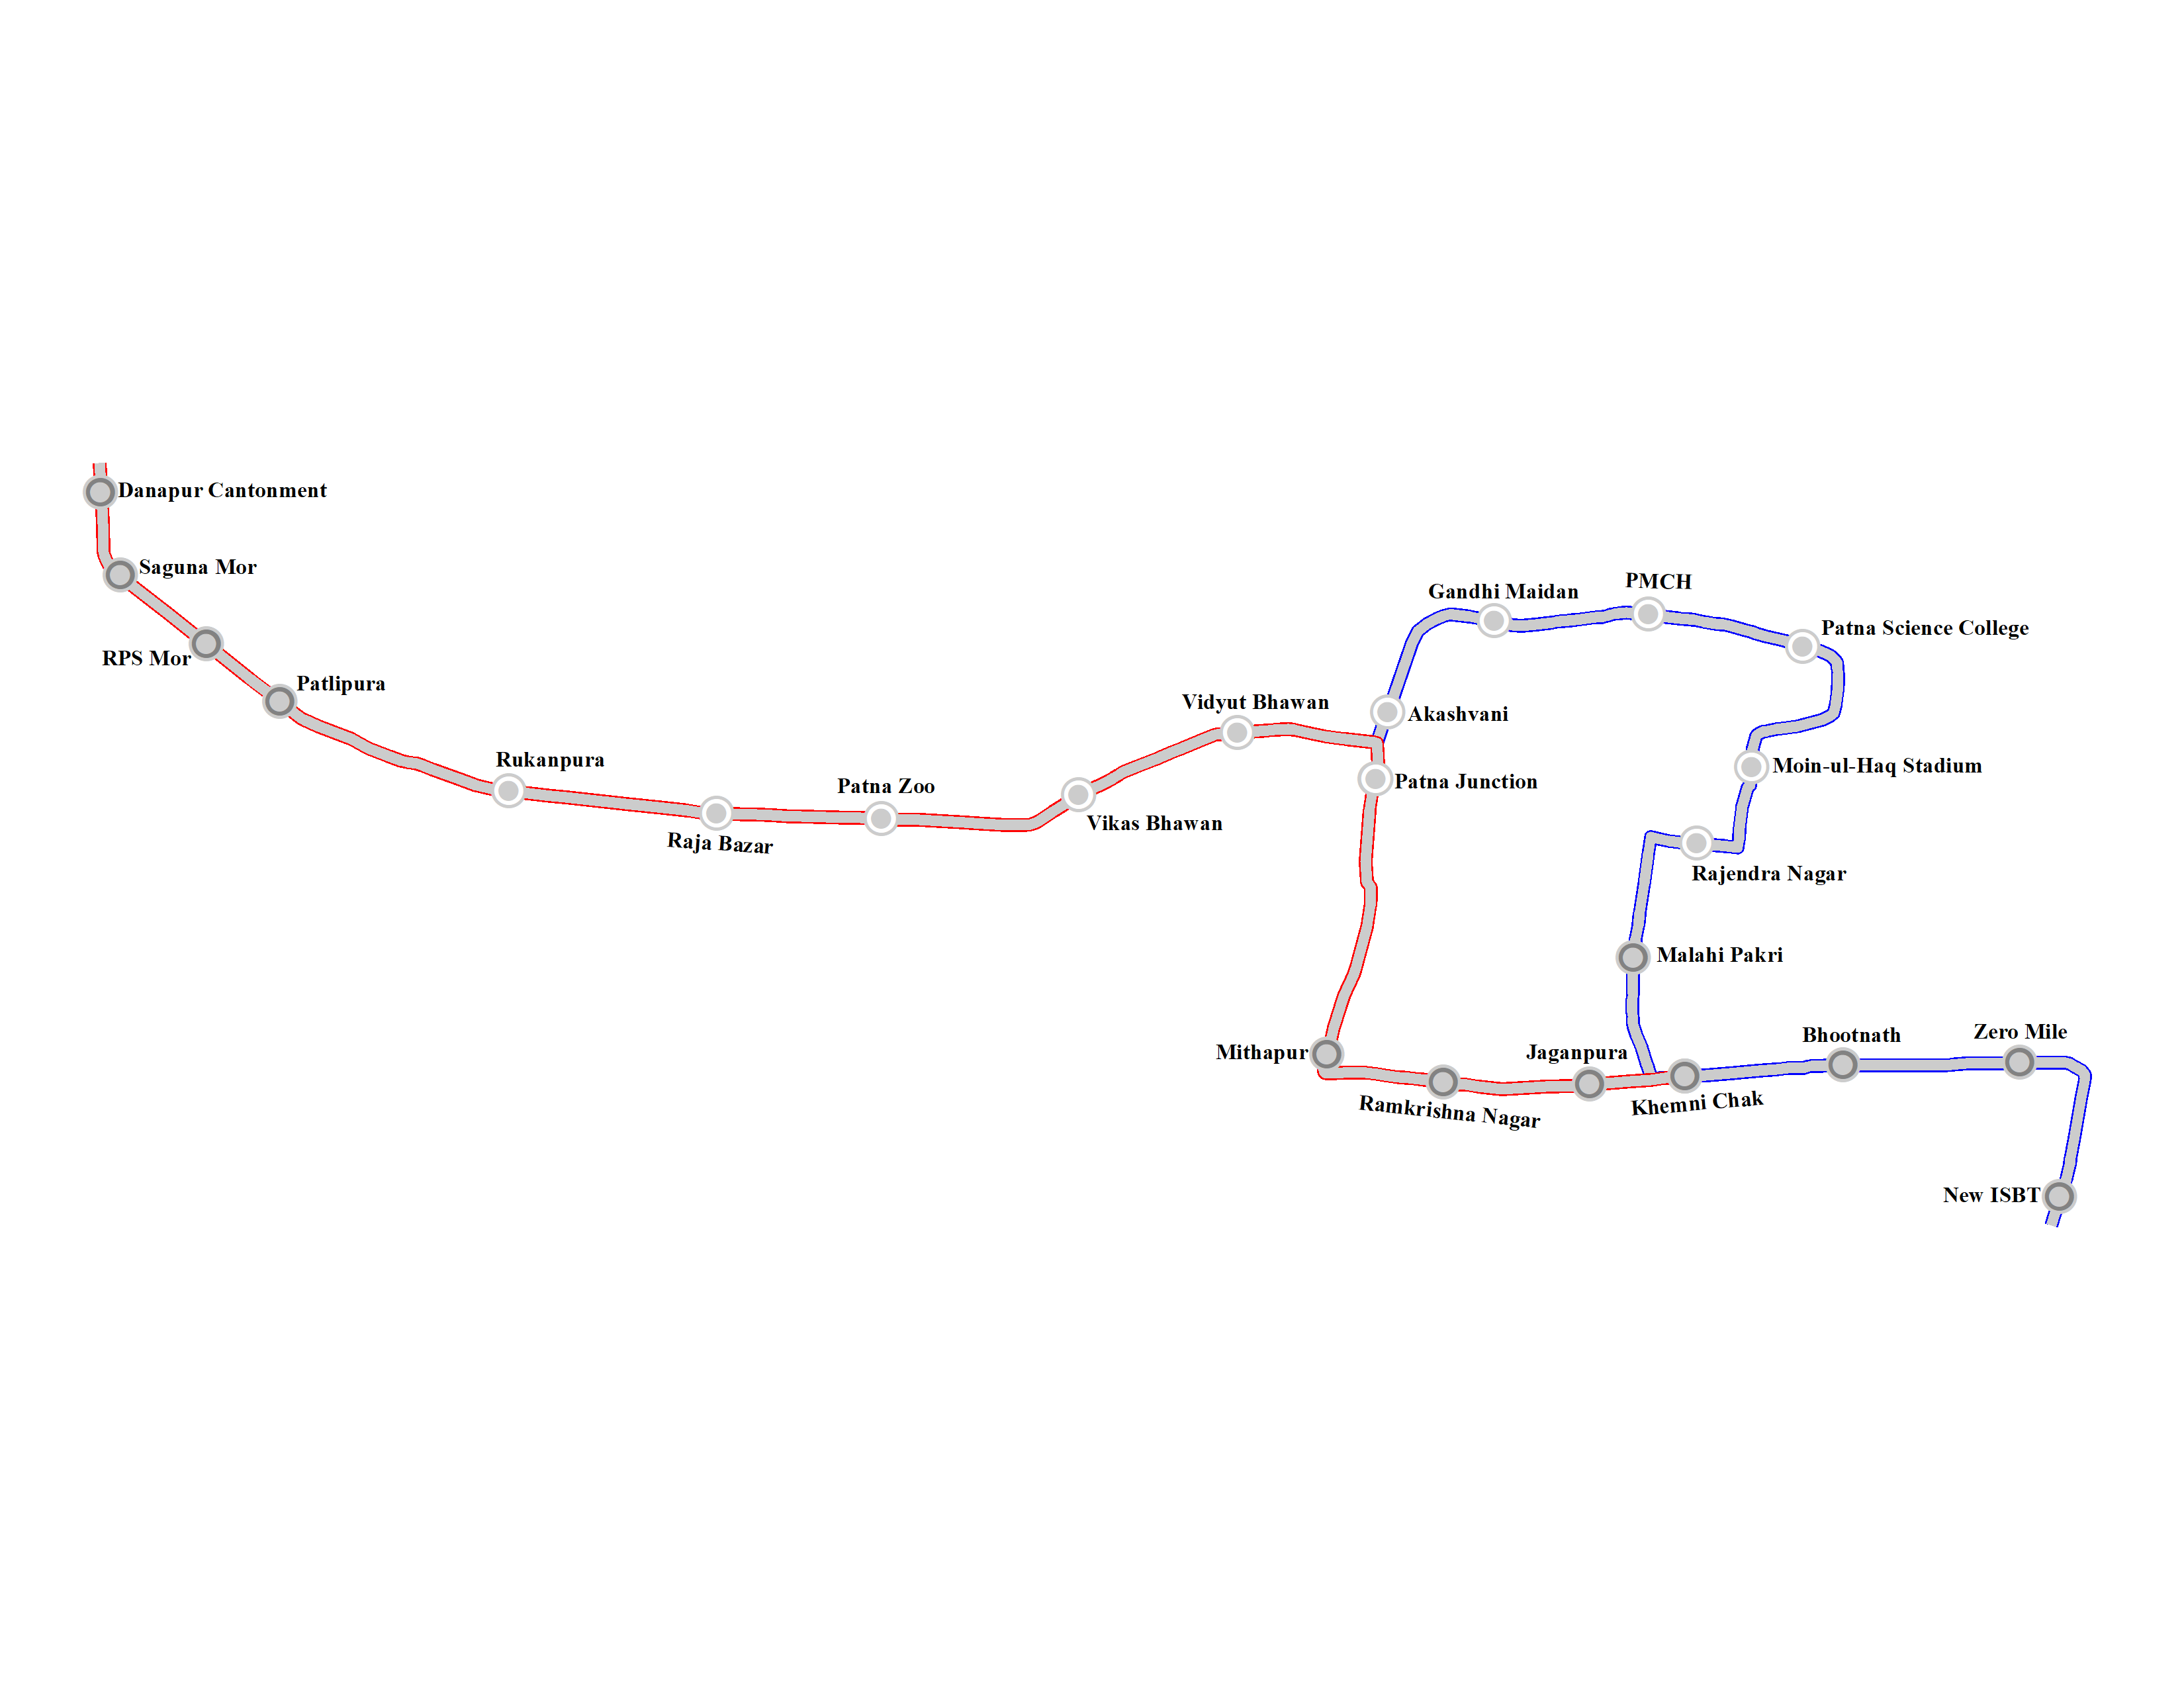 Danapur Cantonment
Saguna Mor
RPS Mor
Patlipura
Rukanpura
Raja Bazar
Patna Zoo
Vikas Bhawan
Vidyut Bhawan
Gandhi Maidan
PMCH
Patna Science College
Akashvani
Patna Junction
Moin-ul-Haq Stadium
Rajendra Nagar
Malahi Pakri
Mithapur
Ramkrishna Nagar
Jaganpura
Khemni Chak
Bhootnath
Zero Mile
New ISBT